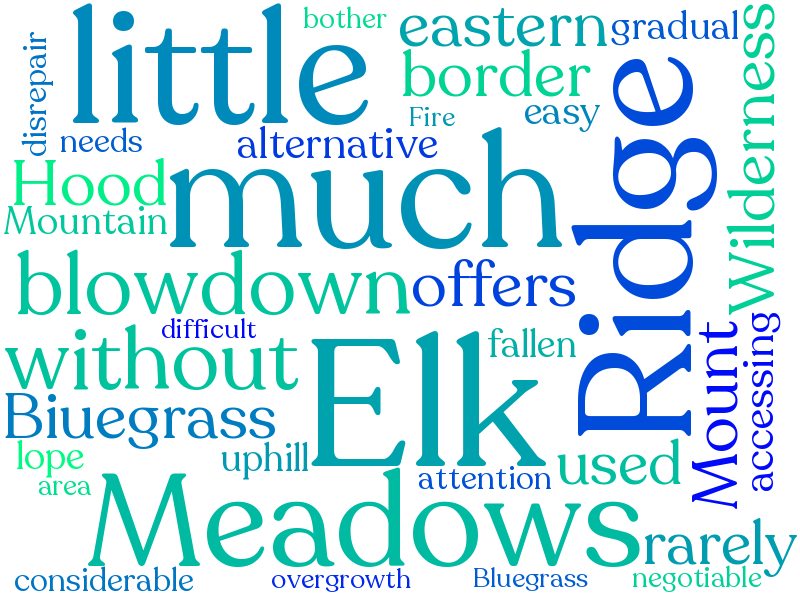 bother
little
eastern
gradual
disrepair
border
Wilderness
Fire
easy
needs
alternative
Ridge
Hood
much
Mountain
blowdown
offers
difficult
Mount
accessing
without
Elk
fallen
Biuegrass
lope
uphill
used
area
attention
Meadows
rarely
considerable
overgrowth
Bluegrass
negotiable